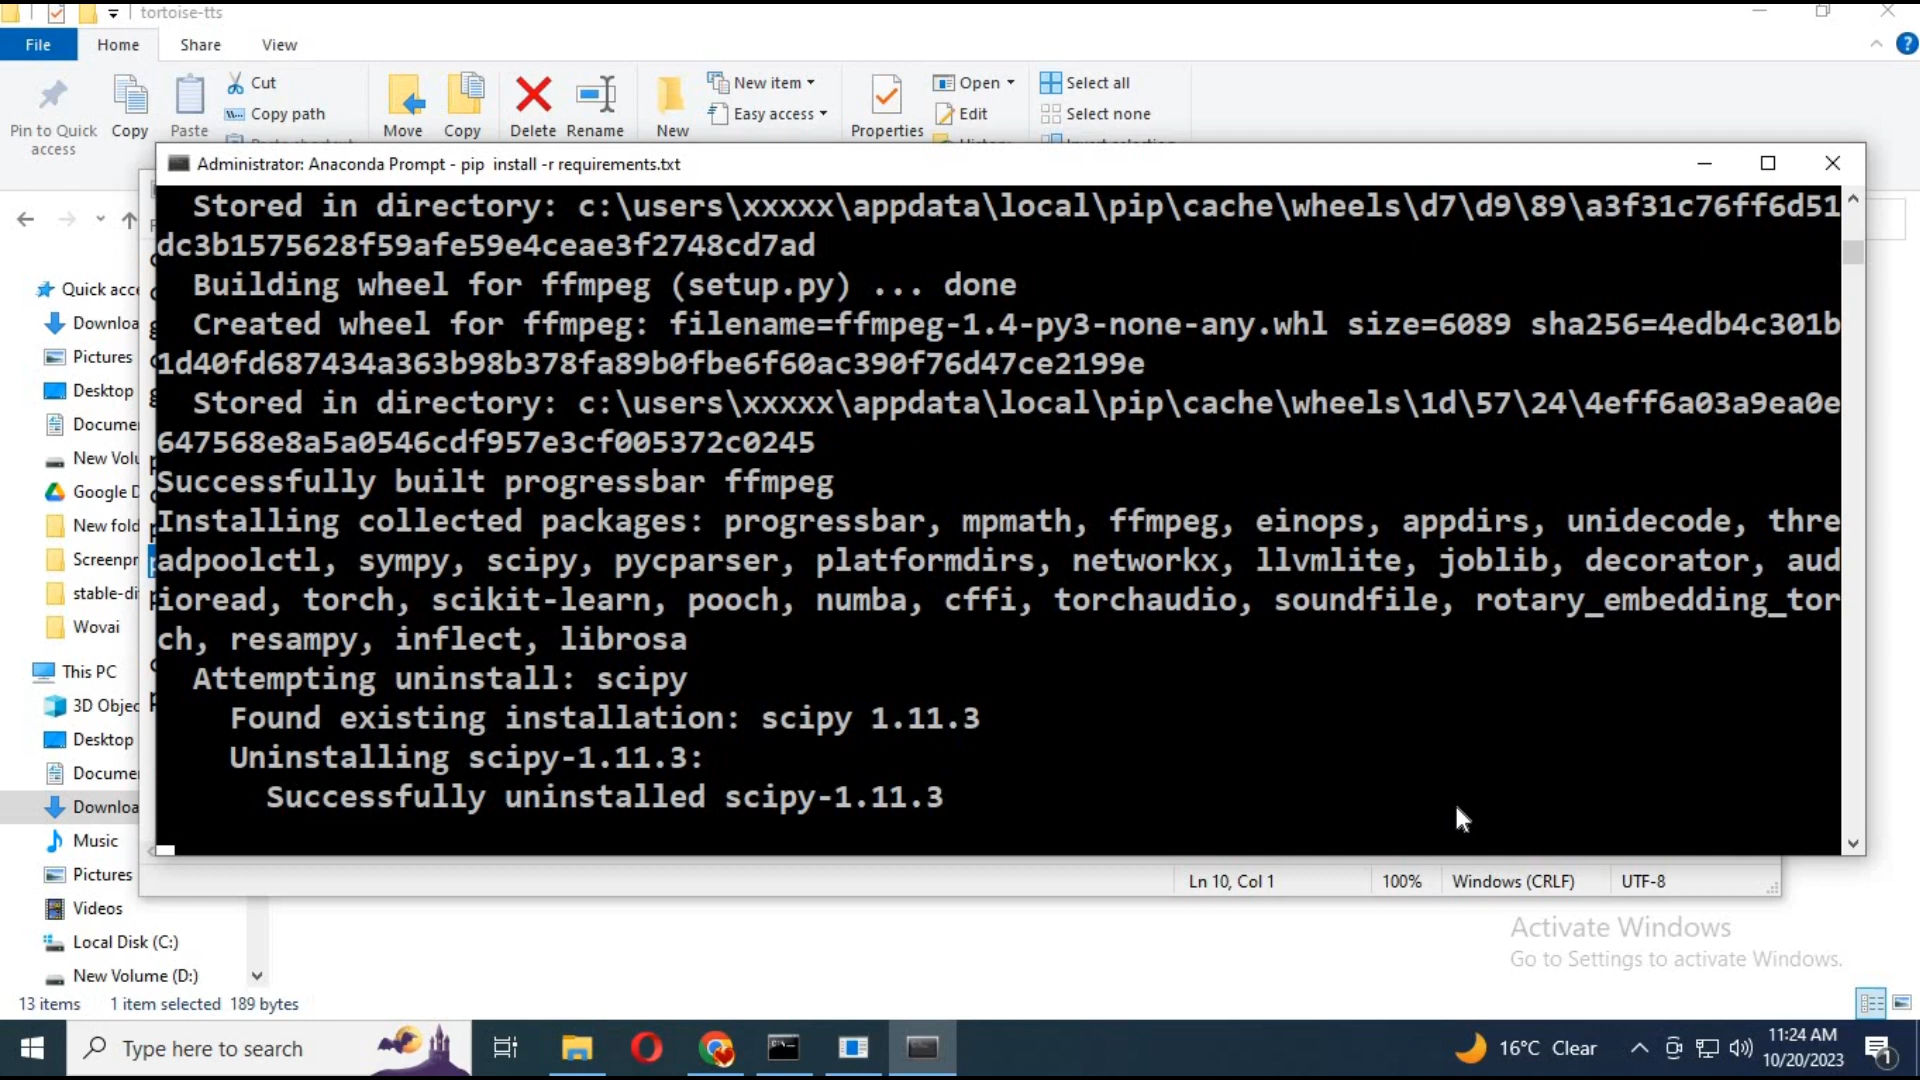 tortoise-tts
File Home Share View
Pin to Quick access
Copy
Paste
Cut
Copy path
Move
Copy
Delete
Rename
New
New item
Easy access
Properties
Open
Edit
Select all
Select none
Administrator: Anaconda Prompt - pip  install -r requirements.txt
Stored in directory: c:\users\xxxxx\appdata\local\pip\cache\wheels\d7\d9\89\a3f31c76ff6d51
dc3b1575628f59afe59e4ceae3f2748cd7ad
Building wheel for ffmpeg (setup.py) ... done
Created wheel for ffmpeg: filename=ffmpeg-1.4-py3-none-any.whl size=6089 sha256=4edb4c301b
1d40fd687434a363b98b378fa89b0fbe6f60ac390f76d47ce2199e
Stored in directory: c:\users\xxxxx\appdata\local\pip\cache\wheels\1d\57\24\4eff6a03a9ea0e
647568e8a5a0546cdf957e3cf005372c0245
Successfully built progressbar ffmpeg
Installing collected packages: progressbar, mpmath, ffmpeg, einops, appdirs, unidecode, thre
adpoolctl, sympy, scipy, pycparser, platformdirs, networkx, llvmlite, joblib, decorator, aud
ioread, torch, scikit-learn, pooch, numba, cffi, torchaudio, soundfile, rotary_embedding_tor
ch, resampy, inflect, librosa
Attempting uninstall: scipy
Found existing installation: scipy 1.11.3
Uninstalling scipy-1.11.3:
Successfully uninstalled scipy-1.11.3
Quick acce
Downloa
Pictures
Desktop
Docume
New Volu
Google D
New fold
Screenpr
stable-di
Wovai
This PC
3D Objec
Desktop
Docume
Downloa
Music
Pictures
Videos
Local Disk (C:)
New Volume (D:)
Ln 10, Col 1 100% Windows (CRLF) UTF-8
Activate Windows
Go to Settings to activate Windows.
13 items 1 item selected 189 bytes
Type here to search
16°C Clear
11:24 AM
10/20/2023
1